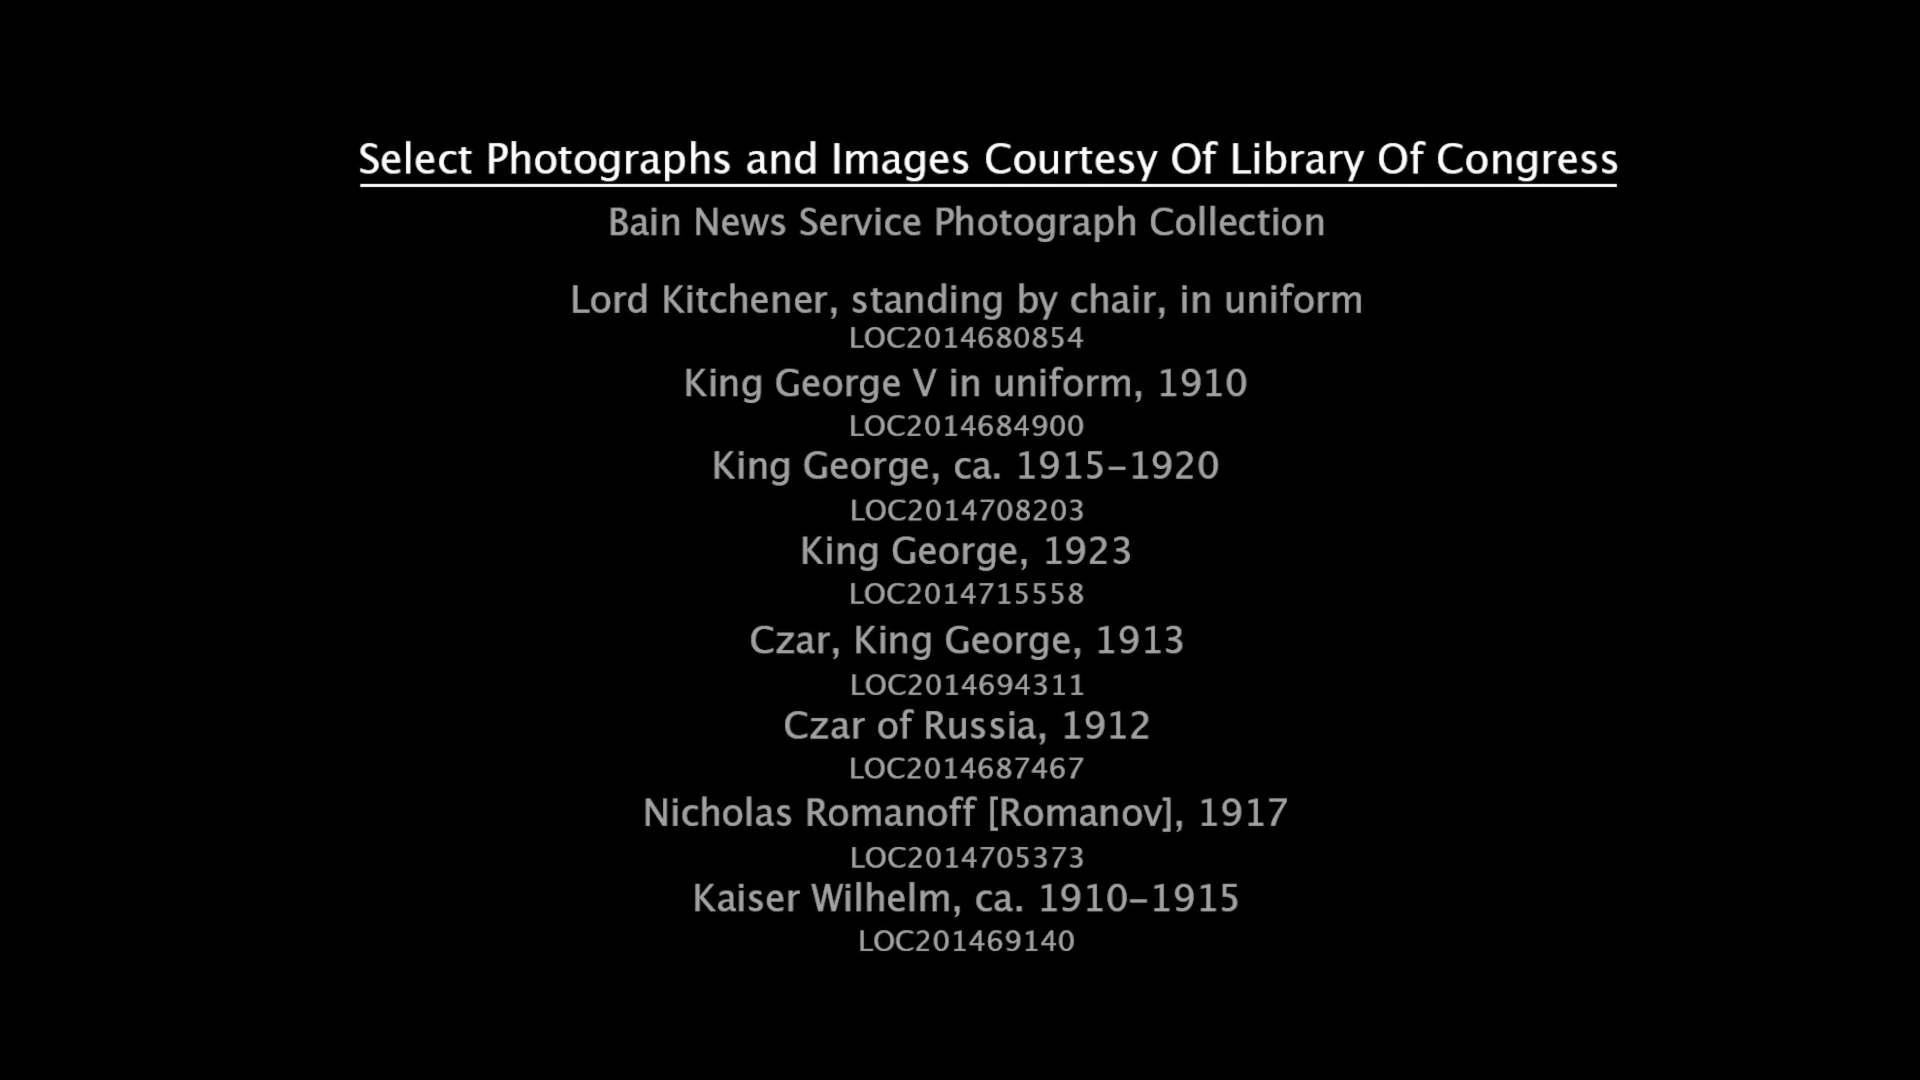 Select Photographs and Images Courtesy Of Library Of Congress
Bain News Service Photograph Collection
Lord Kitchener, standing by chair, in uniform
LOC2014680854
King George V in uniform, 1910
LOC2014684900
King George, ca. 1915–1920
LOC2014708203
King George, 1923
LOC2014715558
Czar, King George, 1913
LOC2014694311
Czar of Russia, 1912
LOC2014687467
Nicholas Romanoff [Romanov], 1917
LOC2014705373
Kaiser Wilhelm, ca. 1910–1915
LOC201469140